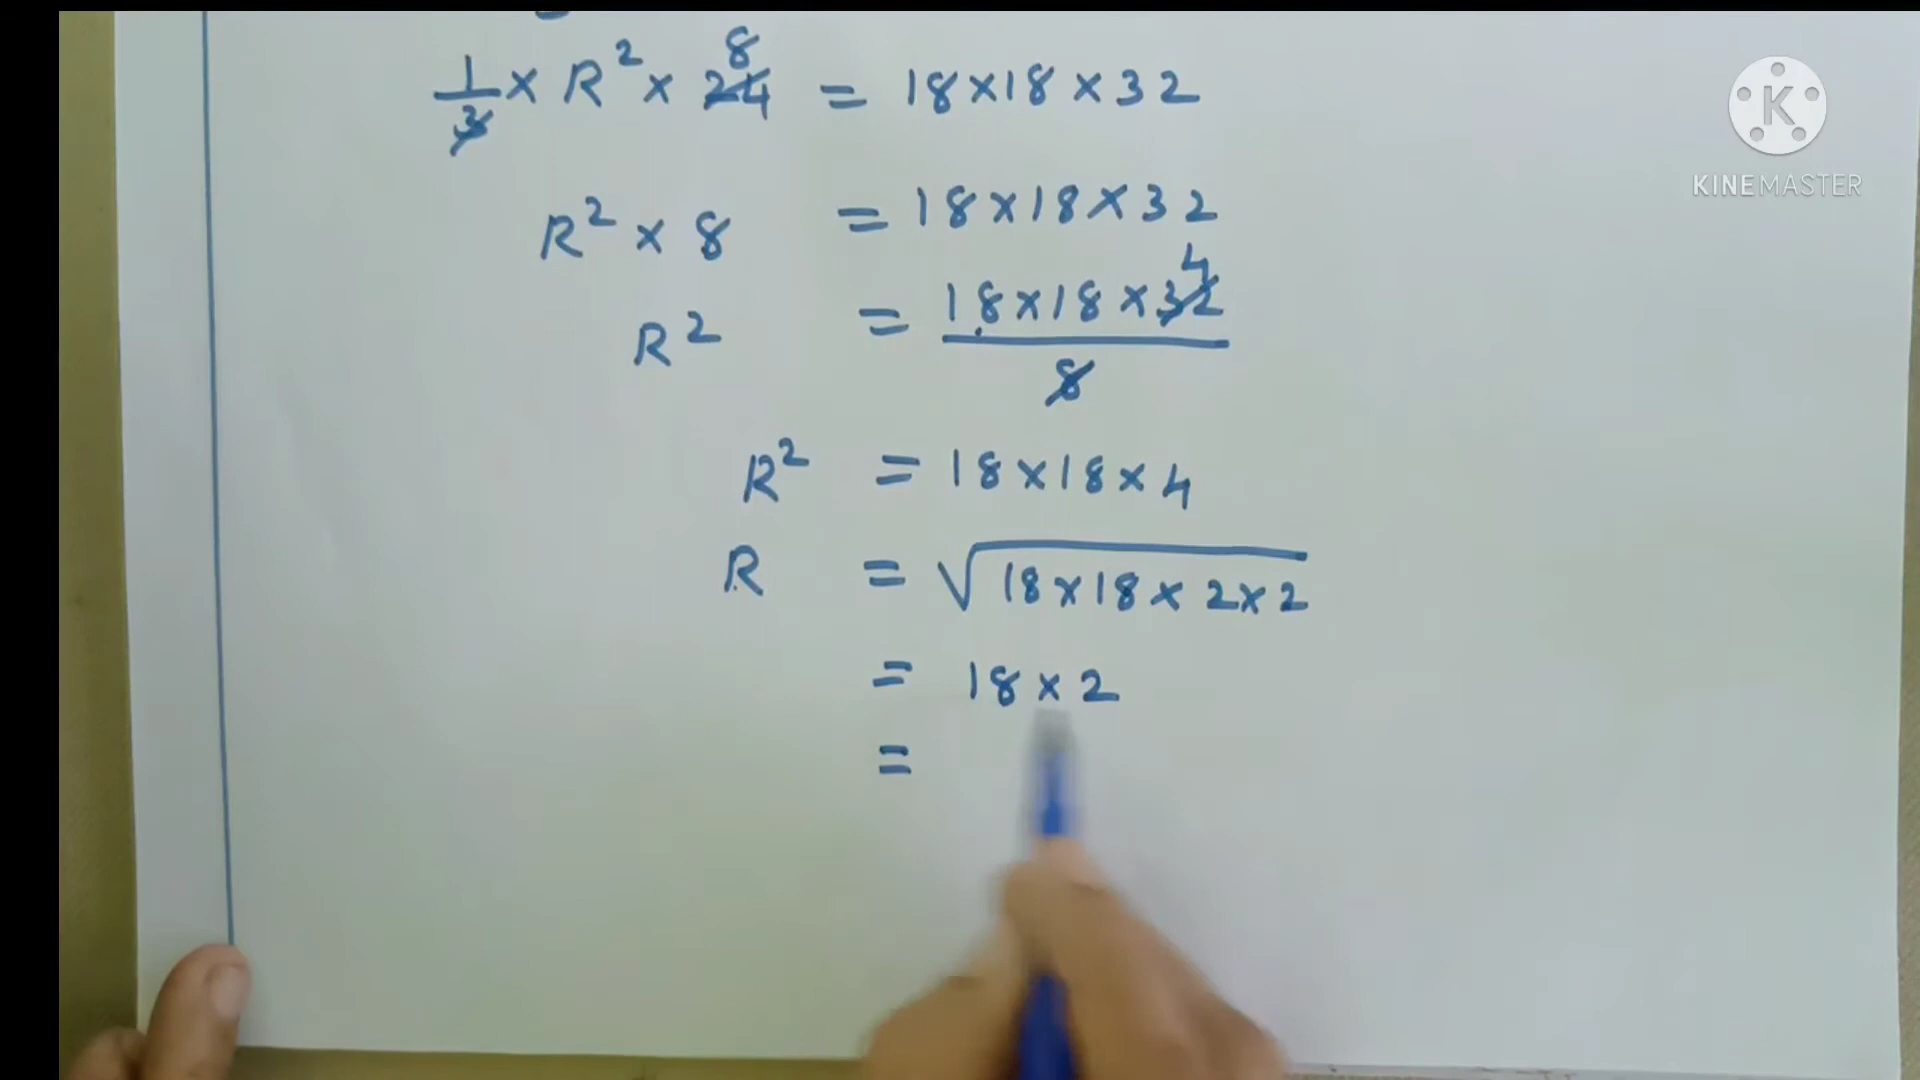 1/3 × R² × 24 8 = 18×18×32
R² × 8 = 18×18×32
R² = 18×18×32 4 / 8
R² = 18×18×4
R = √18×18×2×2
= 18×2
=
K
KINEMASTER